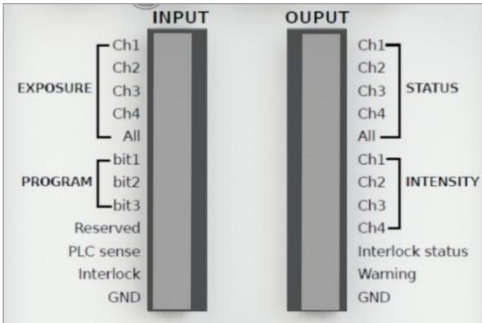 INPUT
Ch1
Ch2
EXPOSURE
Ch3
Ch4
All
bit1
PROGRAM
bit2
bit3
Reserved
PLC sense
Interlock
GND
OUPUT
Ch1
Ch2
Ch3
STATUS
Ch4
All
Ch1
Ch2
INTENSITY
Ch3
Ch4
Interlock status
Warning
GND